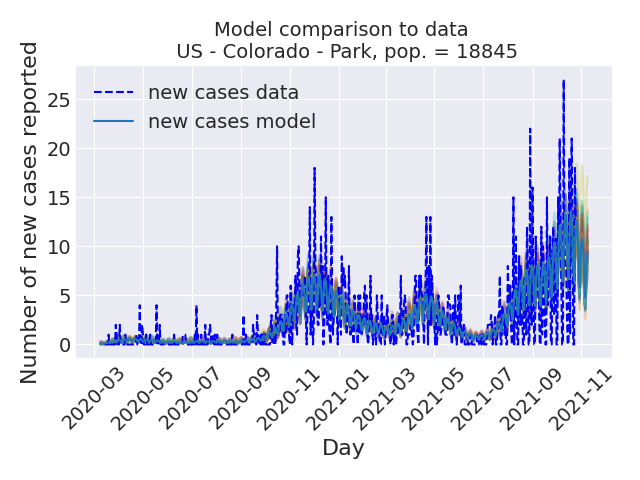 Model comparison to data
US - Colorado - Park, pop. = 18845
Number of new cases reported
new cases data
new cases model
25
20
15
10
5
0
2020-03
2020-05
2020-07
2020-09
2020-11
2021-01
2021-03
2021-05
2021-07
2021-09
2021-11
Day